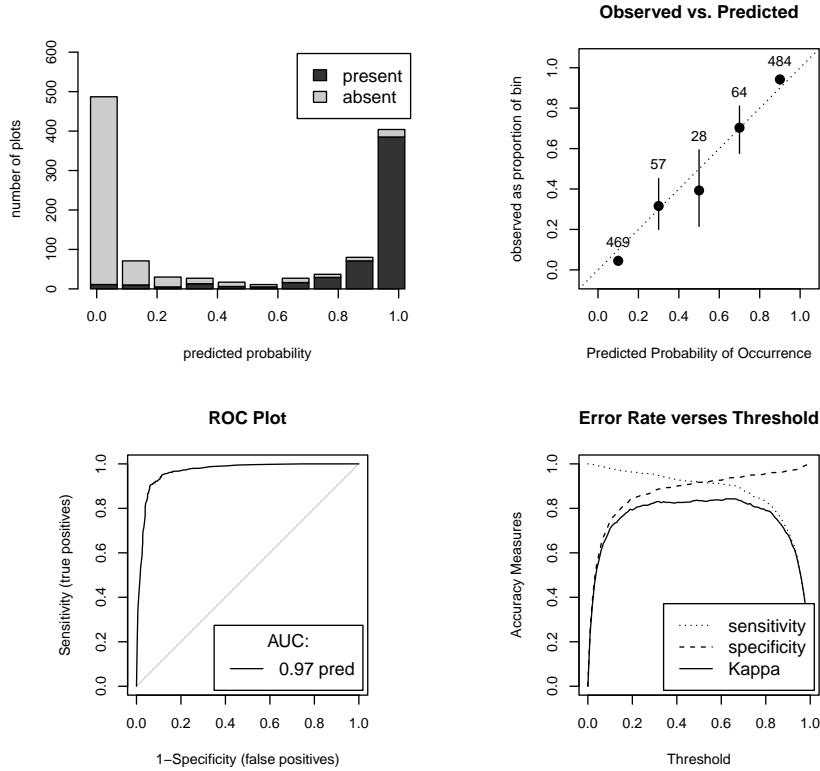 number of plots
600
500
400
300
200
100
0
present
absent
0.0 0.2 0.4 0.6 0.8 1.0
predicted probability
Observed vs. Predicted
observed as proportion of bin
1.0
0.8
0.6
0.4
0.2
0.0
469
57
28
64
484
0.0 0.2 0.4 0.6 0.8 1.0
Predicted Probability of Occurrence
ROC Plot
Sensitivity (true positives)
1.0
0.8
0.6
0.4
0.2
0.0
AUC:
0.97 pred
0.0 0.2 0.4 0.6 0.8 1.0
1−Specificity (false positives)
Error Rate verses Threshold
Accuracy Measures
1.0
0.8
0.6
0.4
0.2
0.0
sensitivity
specificity
Kappa
0.0 0.2 0.4 0.6 0.8 1.0
Threshold